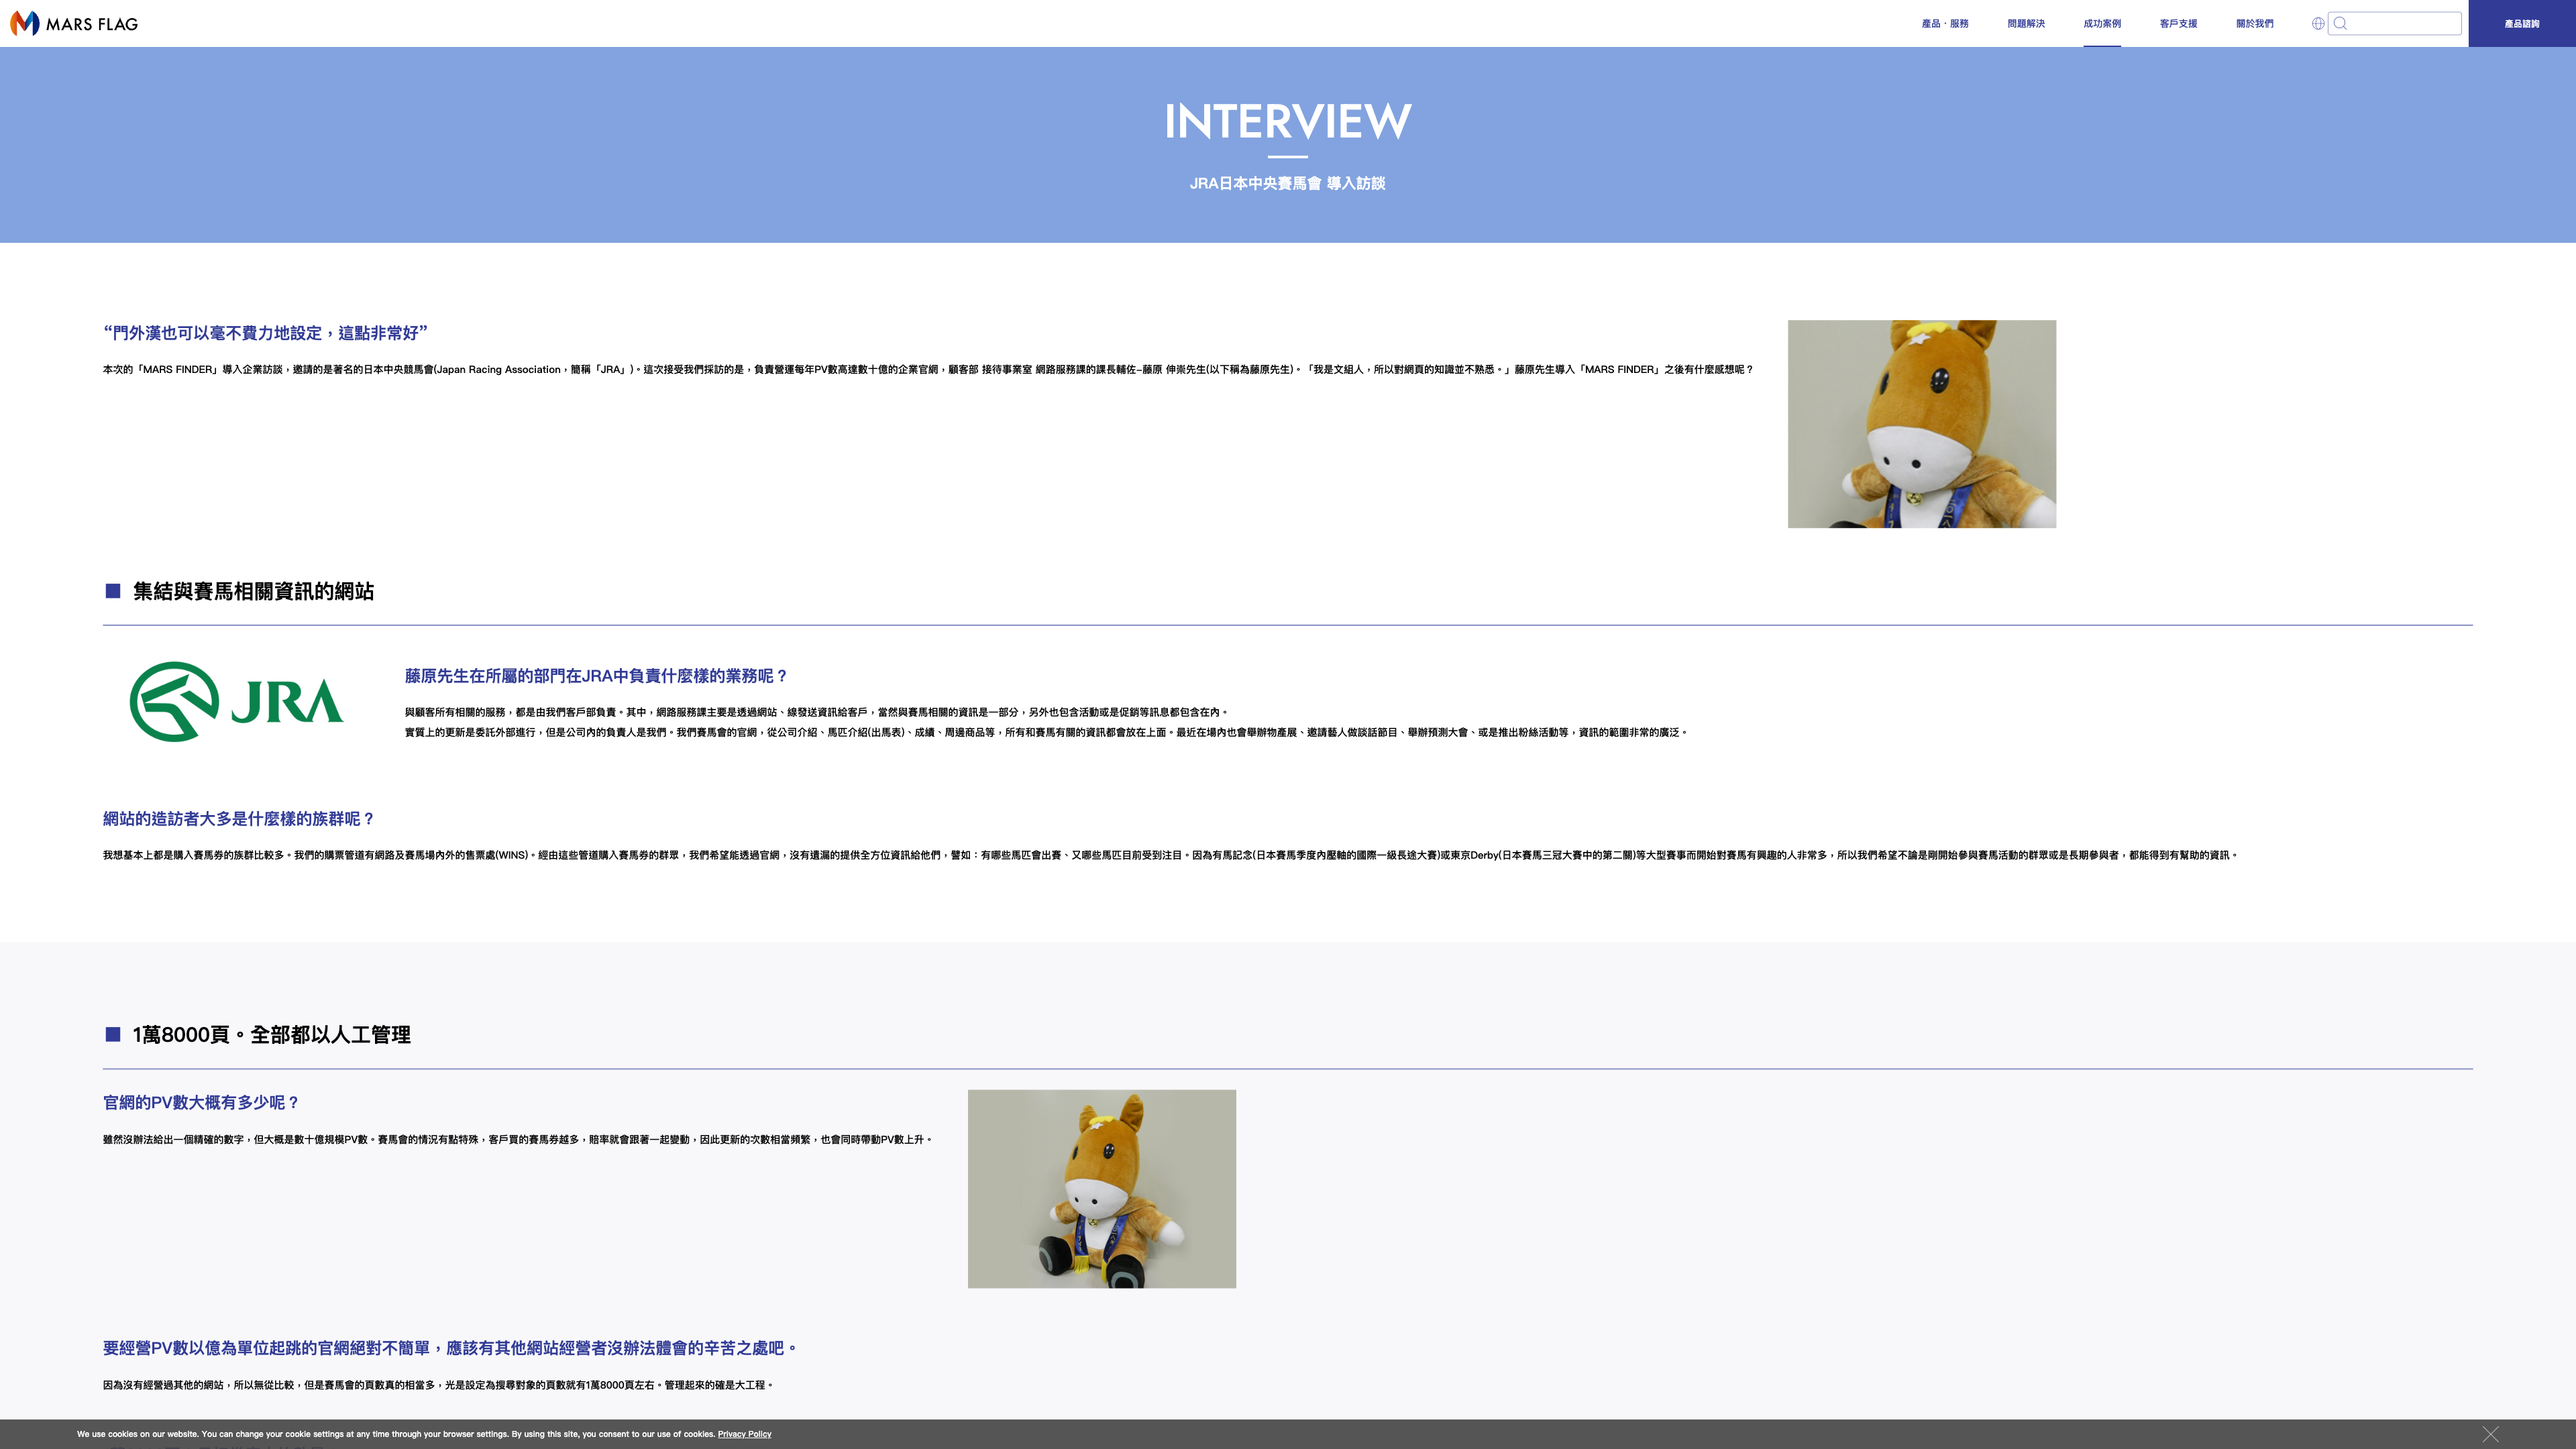 MARS FLAG
產品・服務
問題解決
成功案例
客戶支援
關於我們
產品諮詢
INTERVIEW
JRA日本中央賽馬會 導入訪談
“門外漢也可以毫不費力地設定，這點非常好”
本次的「MARS FINDER」導入企業訪談，邀請的是著名的日本中央競馬會(Japan Racing Association，簡稱「JRA」)。這次接受我們採訪的是，負責營運每年PV數高達數十億的企業官網，顧客部 接待事業室 網路服務課的課長輔佐–藤原 伸崇先生(以下稱為藤原先生)。「我是文組人，所以對網頁的知識並不熟悉。」藤原先生導入「MARS FINDER」之後有什麼感想呢？
■ 集結與賽馬相關資訊的網站
JRA
藤原先生在所屬的部門在JRA中負責什麼樣的業務呢？
與顧客所有相關的服務，都是由我們客戶部負責。其中，網路服務課主要是透過網站、線發送資訊給客戶，當然與賽馬相關的資訊是一部分，另外也包含活動或是促銷等訊息都包含在內。
實質上的更新是委託外部進行，但是公司內的負責人是我們。我們賽馬會的官網，從公司介紹、馬匹介紹(出馬表)、成績、周邊商品等，所有和賽馬有關的資訊都會放在上面。最近在場內也會舉辦物產展、邀請藝人做談話節目、舉辦預測大會、或是推出粉絲活動等，資訊的範圍非常的廣泛。
網站的造訪者大多是什麼樣的族群呢？
我想基本上都是購入賽馬券的族群比較多。我們的購票管道有網路及賽馬場內外的售票處(WINS)。經由這些管道購入賽馬券的群眾，我們希望能透過官網，沒有遺漏的提供全方位資訊給他們，譬如：有哪些馬匹會出賽、又哪些馬匹目前受到注目。因為有馬記念(日本賽馬季度內壓軸的國際一級長途大賽)或東京Derby(日本賽馬三冠大賽中的第二關)等大型賽事而開始對賽馬有興趣的人非常多，所以我們希望不論是剛開始參與賽馬活動的群眾或是長期參與者，都能得到有幫助的資訊。
■ 1萬8000頁。全部都以人工管理
官網的PV數大概有多少呢？
雖然沒辦法給出一個精確的數字，但大概是數十億規模PV數。賽馬會的情況有點特殊，客戶買的賽馬券越多，賠率就會跟著一起變動，因此更新的次數相當頻繁，也會同時帶動PV數上升。
要經營PV數以億為單位起跳的官網絕對不簡單，應該有其他網站經營者沒辦法體會的辛苦之處吧。
因為沒有經營過其他的網站，所以無從比較，但是賽馬會的頁數真的相當多，光是設定為搜尋對象的頁數就有1萬8000頁左右。管理起來的確是大工程。
We use cookies on our website. You can change your cookie settings at any time through your browser settings. By using this site, you consent to our use of cookies. Privacy Policy